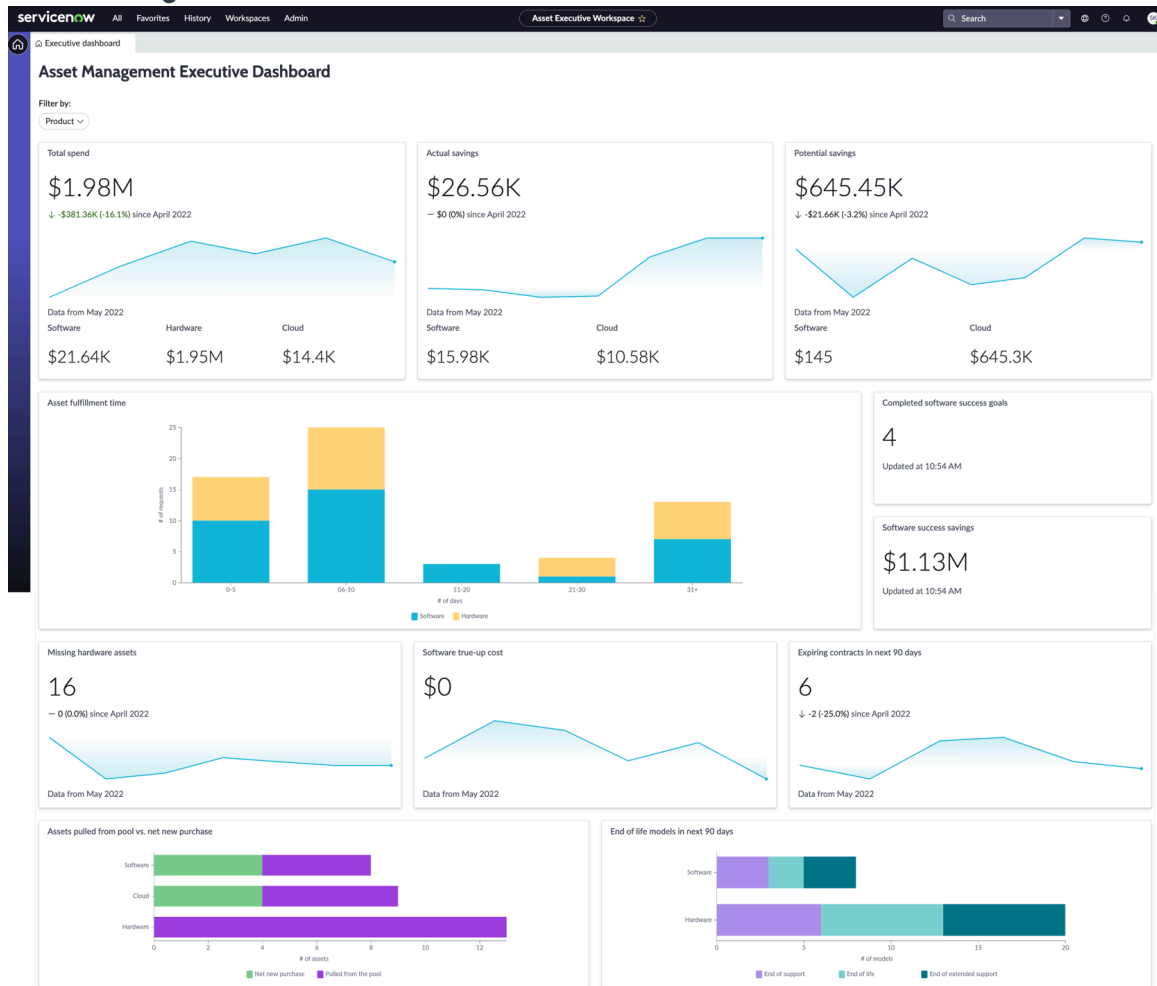 servicenow All Favorites History Workspaces Admin Asset Executive Workspace ☆ Search SK
Executive dashboard
Asset Management Executive Dashboard
Filter by:
Product
Total spend
$1.98M
↓ -$381.36K (-16.1%) since April 2022
Data from May 2022
Software Hardware Cloud
$21.64K $1.95M $14.4K
Actual savings
$26.56K
— $0 (0%) since April 2022
Data from May 2022
Software Cloud
$15.98K $10.58K
Potential savings
$645.45K
↓ -$21.66K (-3.2%) since April 2022
Data from May 2022
Software Cloud
$145 $645.3K
Asset fulfillment time
25
20
15
10
5
0
# of requests
0-5 06-10 11-20 21-30 31+
# of days
Software Hardware
Completed software success goals
4
Updated at 10:54 AM
Software success savings
$1.13M
Updated at 10:54 AM
Missing hardware assets
16
— 0 (0.0%) since April 2022
Data from May 2022
Software true-up cost
$0
Data from May 2022
Expiring contracts in next 90 days
6
↓ -2 (-25.0%) since April 2022
Data from May 2022
Assets pulled from pool vs. net new purchase
Software
Cloud
Hardware
0 2 4 6 8 10 12
# of assets
Net new purchase Pulled from the pool
End of life models in next 90 days
Software
Hardware
0 5 10 15 20
# of models
End of support End of life End of extended support